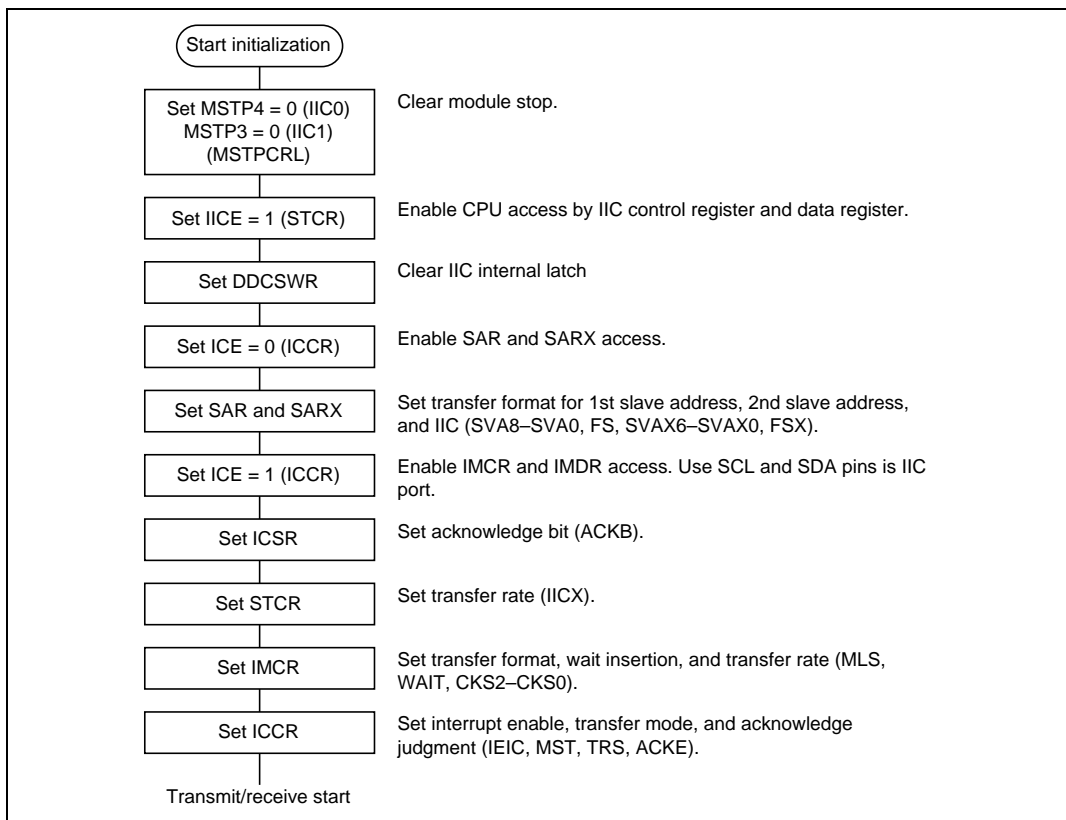 Start initialization
Set MSTP4 = 0 (IIC0)
MSTP3 = 0 (IIC1)
(MSTPCRL)
Clear module stop.
Set IICE = 1 (STCR)
Enable CPU access by IIC control register and data register.
Set DDCSWR
Clear IIC internal latch
Set ICE = 0 (ICCR)
Enable SAR and SARX access.
Set SAR and SARX
Set transfer format for 1st slave address, 2nd slave address,
and IIC (SVA8–SVA0, FS, SVAX6–SVAX0, FSX).
Set ICE = 1 (ICCR)
Enable IMCR and IMDR access. Use SCL and SDA pins is IIC
port.
Set ICSR
Set acknowledge bit (ACKB).
Set STCR
Set transfer rate (IICX).
Set IMCR
Set transfer format, wait insertion, and transfer rate (MLS,
WAIT, CKS2–CKS0).
Set ICCR
Set interrupt enable, transfer mode, and acknowledge
judgment (IEIC, MST, TRS, ACKE).
Transmit/receive start